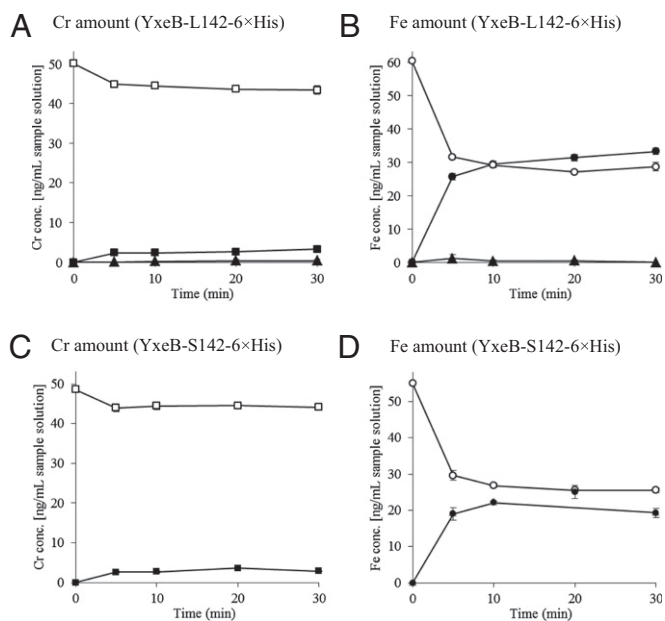 A Cr amount (YxeB-L142-6×His)
Cr conc. [ng/mL sample solution]
50
40
30
20
10
0
0 10 20 30
Time (min)
B Fe amount (YxeB-L142-6×His)
Fe conc. [ng/mL sample solution]
60
50
40
30
20
10
0
0 10 20 30
Time (min)
C Cr amount (YxeB-S142-6×His)
Cr conc. [ng/mL sample solution]
50
40
30
20
10
0
0 10 20 30
Time (min)
D Fe amount (YxeB-S142-6×His)
Fe conc. [ng/mL sample solution]
60
50
40
30
20
10
0
0 10 20 30
Time (min)